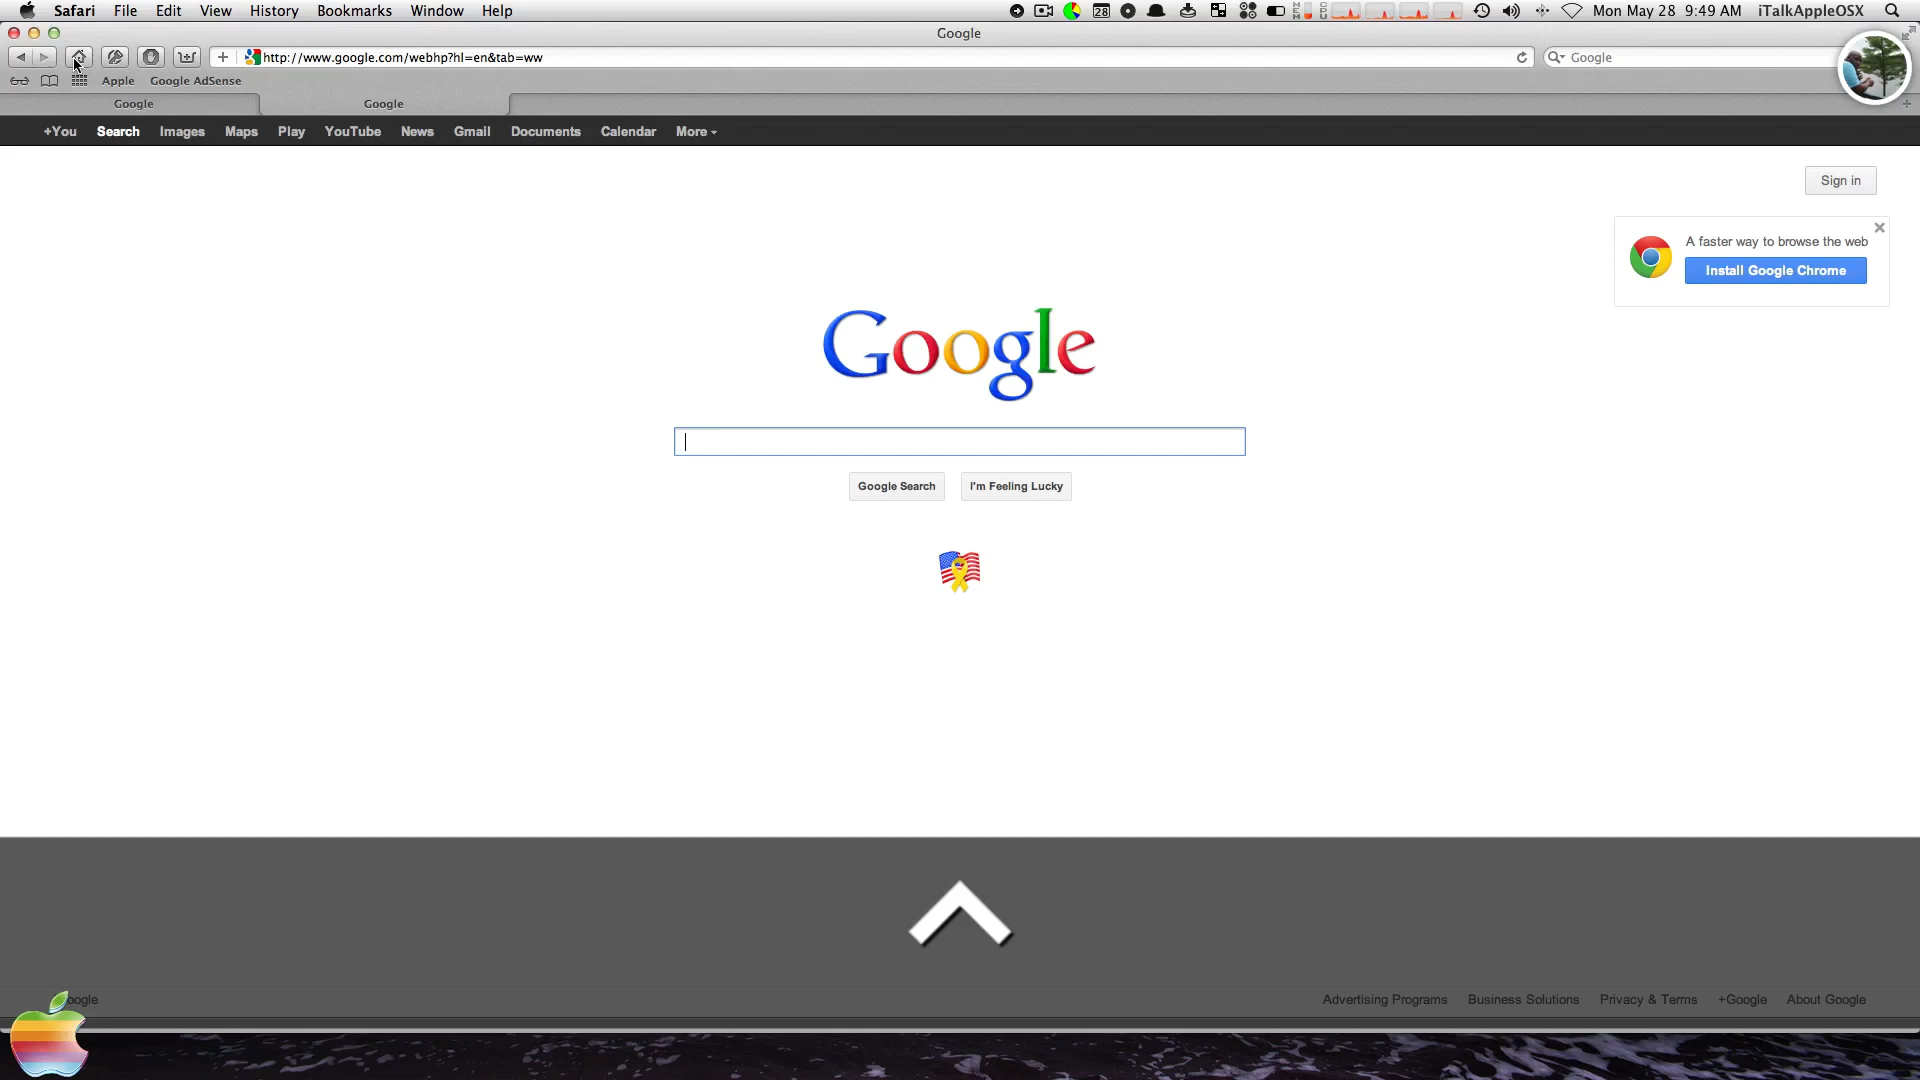 Safari File Edit View History Bookmarks Window Help 28 Mon May 28 9:49 AM iTalkAppleOSX
Google
http://www.google.com/webhp?hl=en&tab=ww Google
Apple Google AdSense
Google Google
+You Search Images Maps Play YouTube News Gmail Documents Calendar More
Sign in
A faster way to browse the web
Install Google Chrome
Google
Google Search I'm Feeling Lucky
oogle Advertising Programs Business Solutions Privacy & Terms +Google About Google